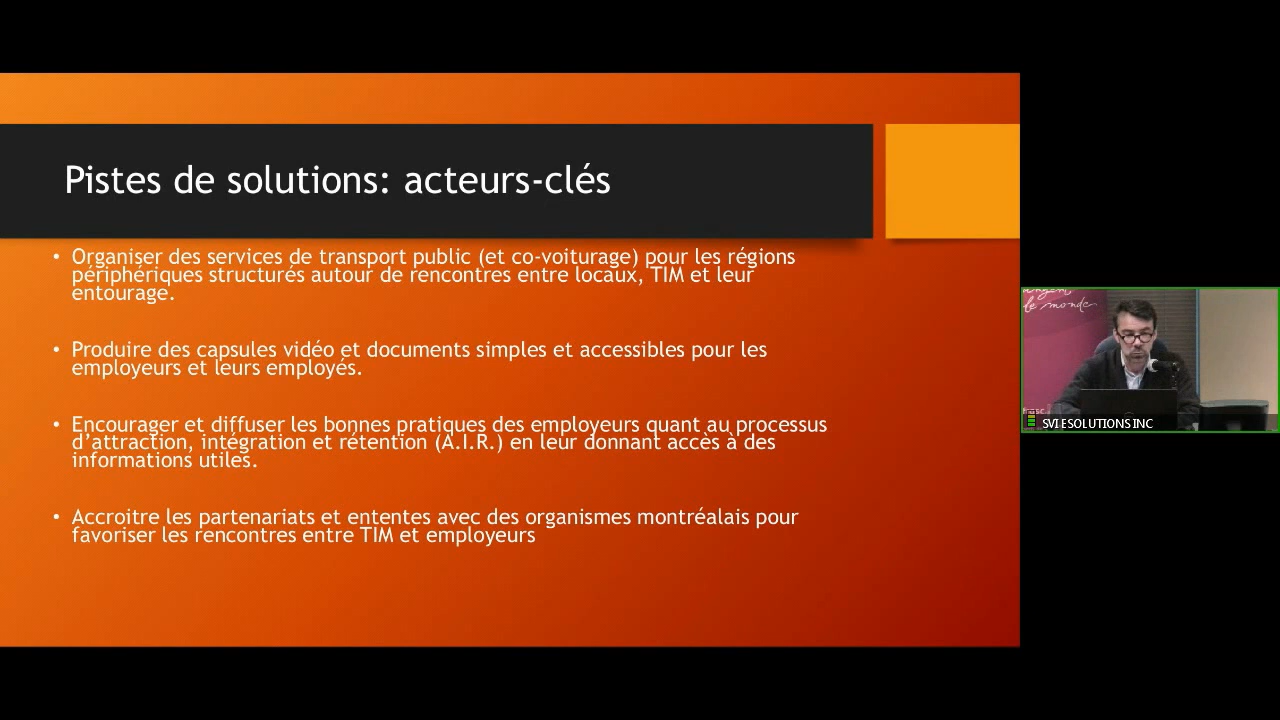 Pistes de solutions: acteurs-clés
• Organiser des services de transport public (et co-voiturage) pour les régions
périphériques structurés autour de rencontres entre locaux, TIM et leur
entourage.
• Produire des capsules vidéo et documents simples et accessibles pour les
employeurs et leurs employés.
• Encourager et diffuser les bonnes pratiques des employeurs quant au processus
d’attraction, intégration et rétention (A.I.R.) en leur donnant accès à des
informations utiles.
• Accroitre les partenariats et ententes avec des organismes montréalais pour
favoriser les rencontres entre TIM et employeurs
le monde
SVI ESOLUTIONS INC